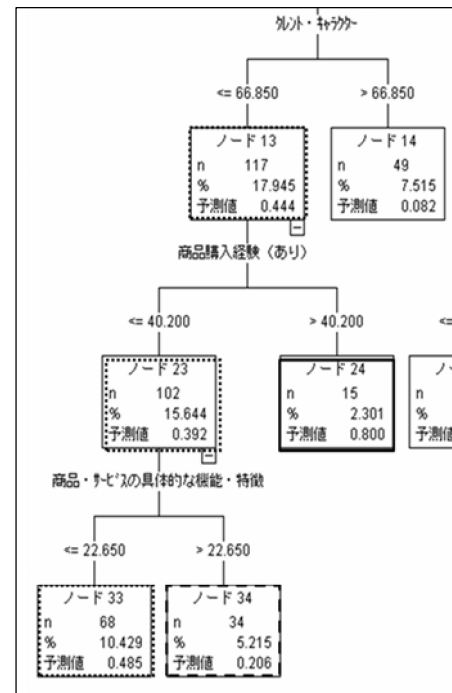 タレント・キャラクター
<= 66.850
> 66.850
ノード 13
n 117
% 17.945
予測値 0.444
ノード 14
n 49
% 7.515
予測値 0.082
商品購入経験（あり）
<= 40.200
> 40.200
<=
ノード 23
n 102
% 15.644
予測値 0.392
ノード 24
n 15
% 2.301
予測値 0.800
n
%
予測値
商品・サービスの具体的な機能・特徴
<= 22.650
> 22.650
ノード 33
n 68
% 10.429
予測値 0.485
ノード 34
n 34
% 5.215
予測値 0.206